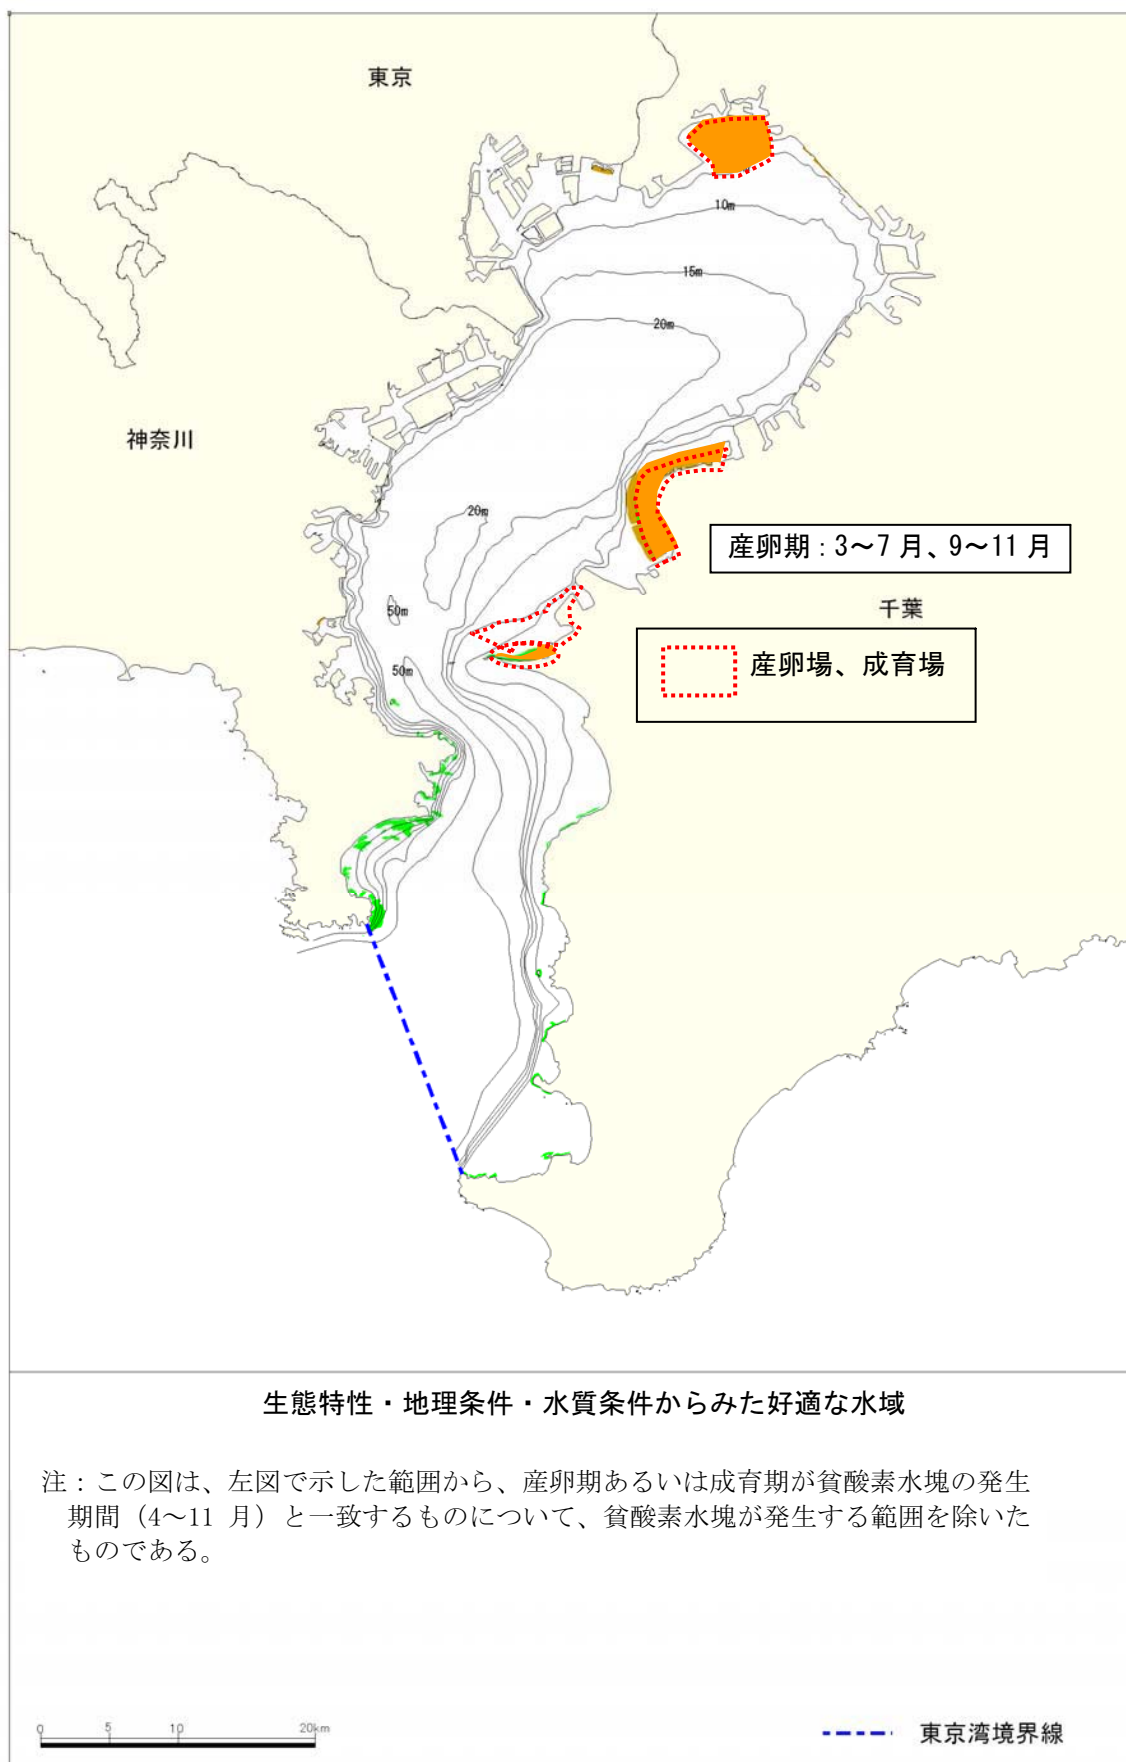 東京
10m
15m
20m
神奈川
20m
産卵期：3～7 月、9～11 月
50m
千葉
産卵場、成育場
50m
生態特性・地理条件・水質条件からみた好適な水域
注：この図は、左図で示した範囲から、産卵期あるいは成育期が貧酸素水塊の発生
期間（4～11 月）と一致するものについて、貧酸素水塊が発生する範囲を除いた
ものである。
0 5 10 20km
東京湾境界線